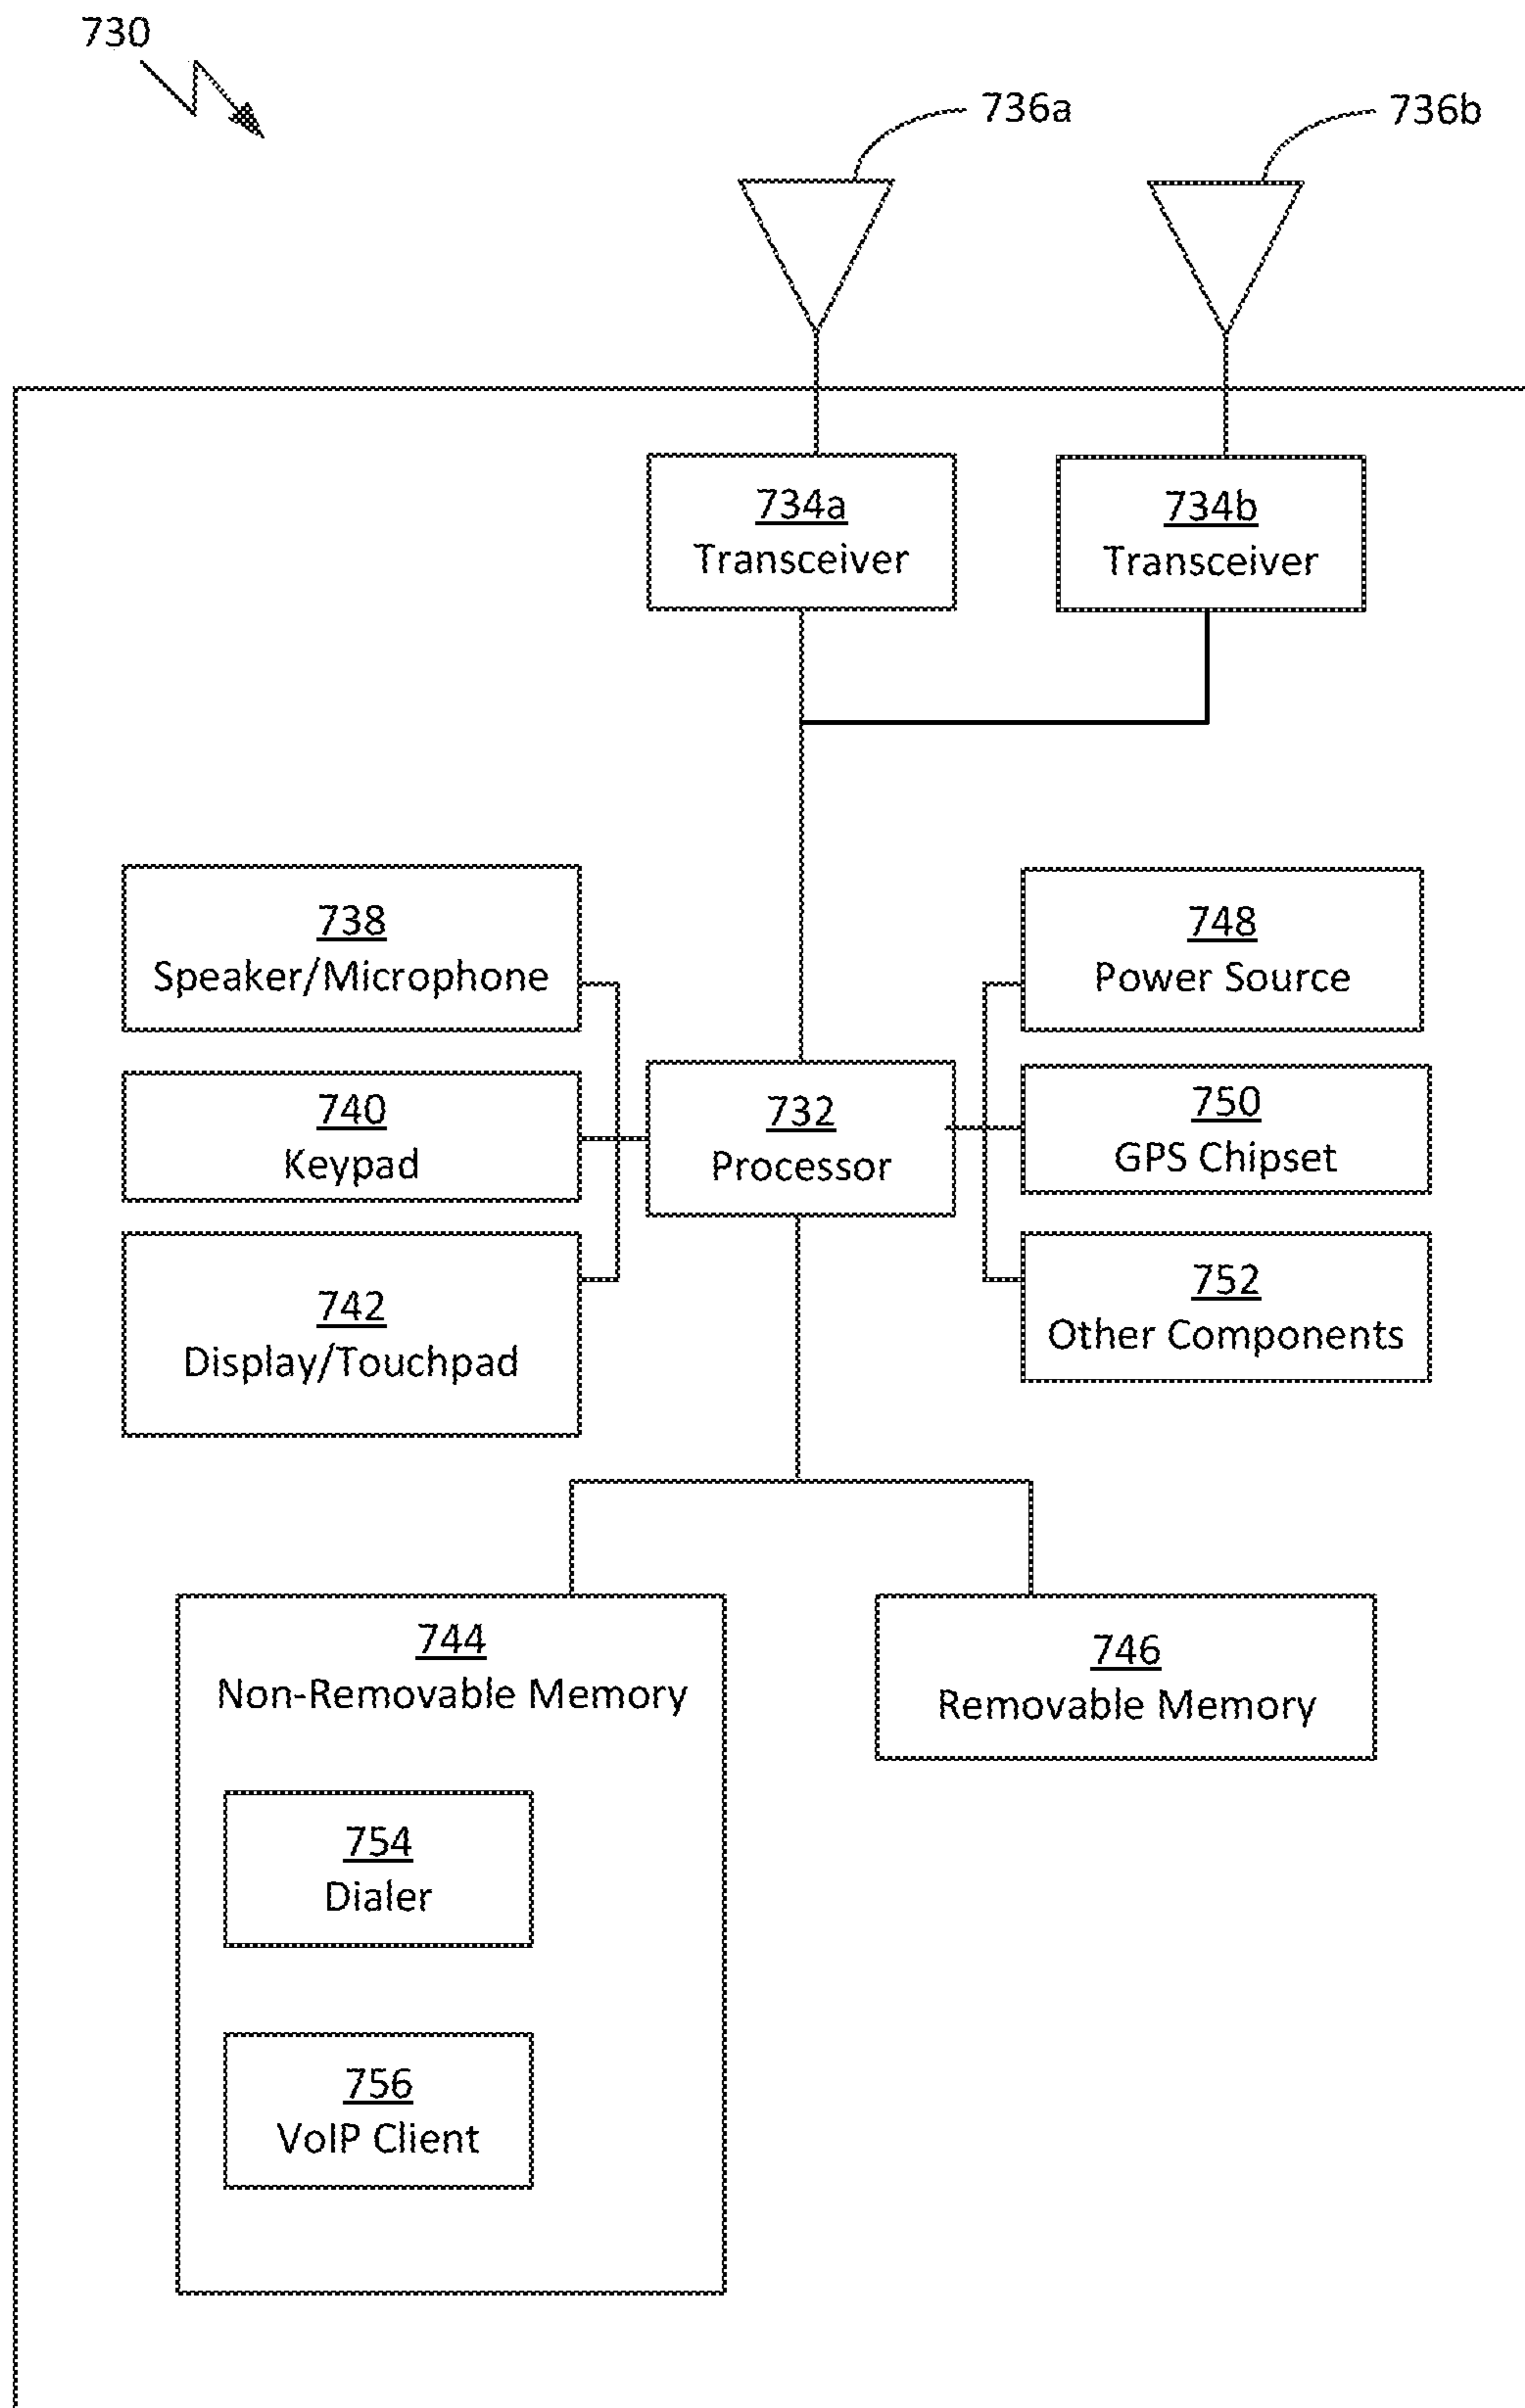 730
736a
736b
734a
Transceiver
734b
Transceiver
738
Speaker/Microphone
740
Keypad
742
Display/Touchpad
732
Processor
748
Power Source
750
GPS Chipset
752
Other Components
744
Non-Removable Memory
746
Removable Memory
754
Dialer
756
VoIP Client